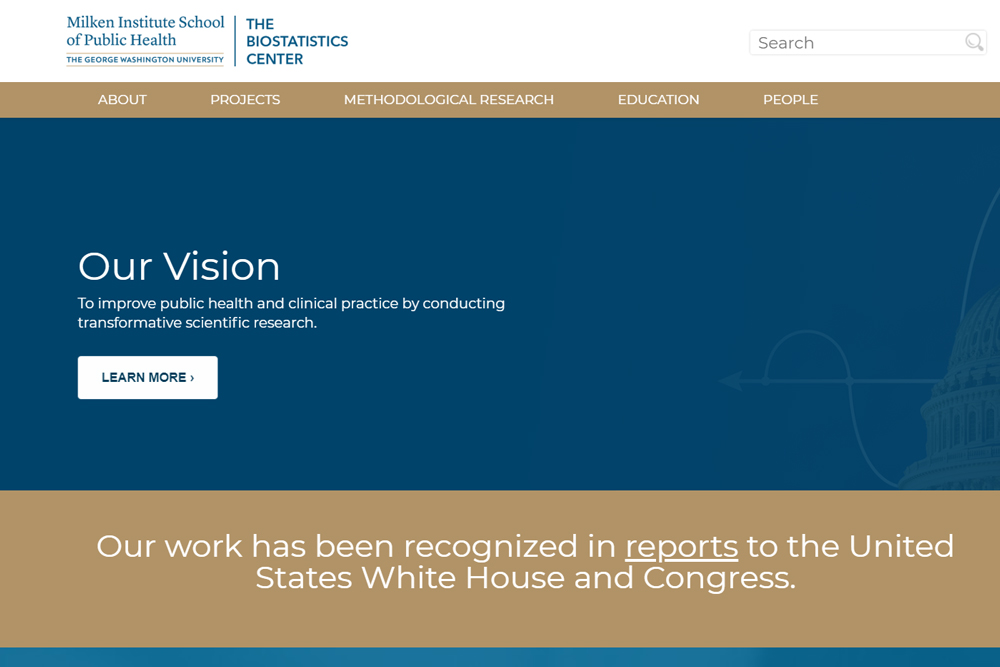 Milken Institute School
of Public Health
THE GEORGE WASHINGTON UNIVERSITY
THE
BIOSTATISTICS
CENTER
Search
ABOUT PROJECTS METHODOLOGICAL RESEARCH EDUCATION PEOPLE
Our Vision
To improve public health and clinical practice by conducting
transformative scientific research.
LEARN MORE ›
Our work has been recognized in reports to the United
States White House and Congress.